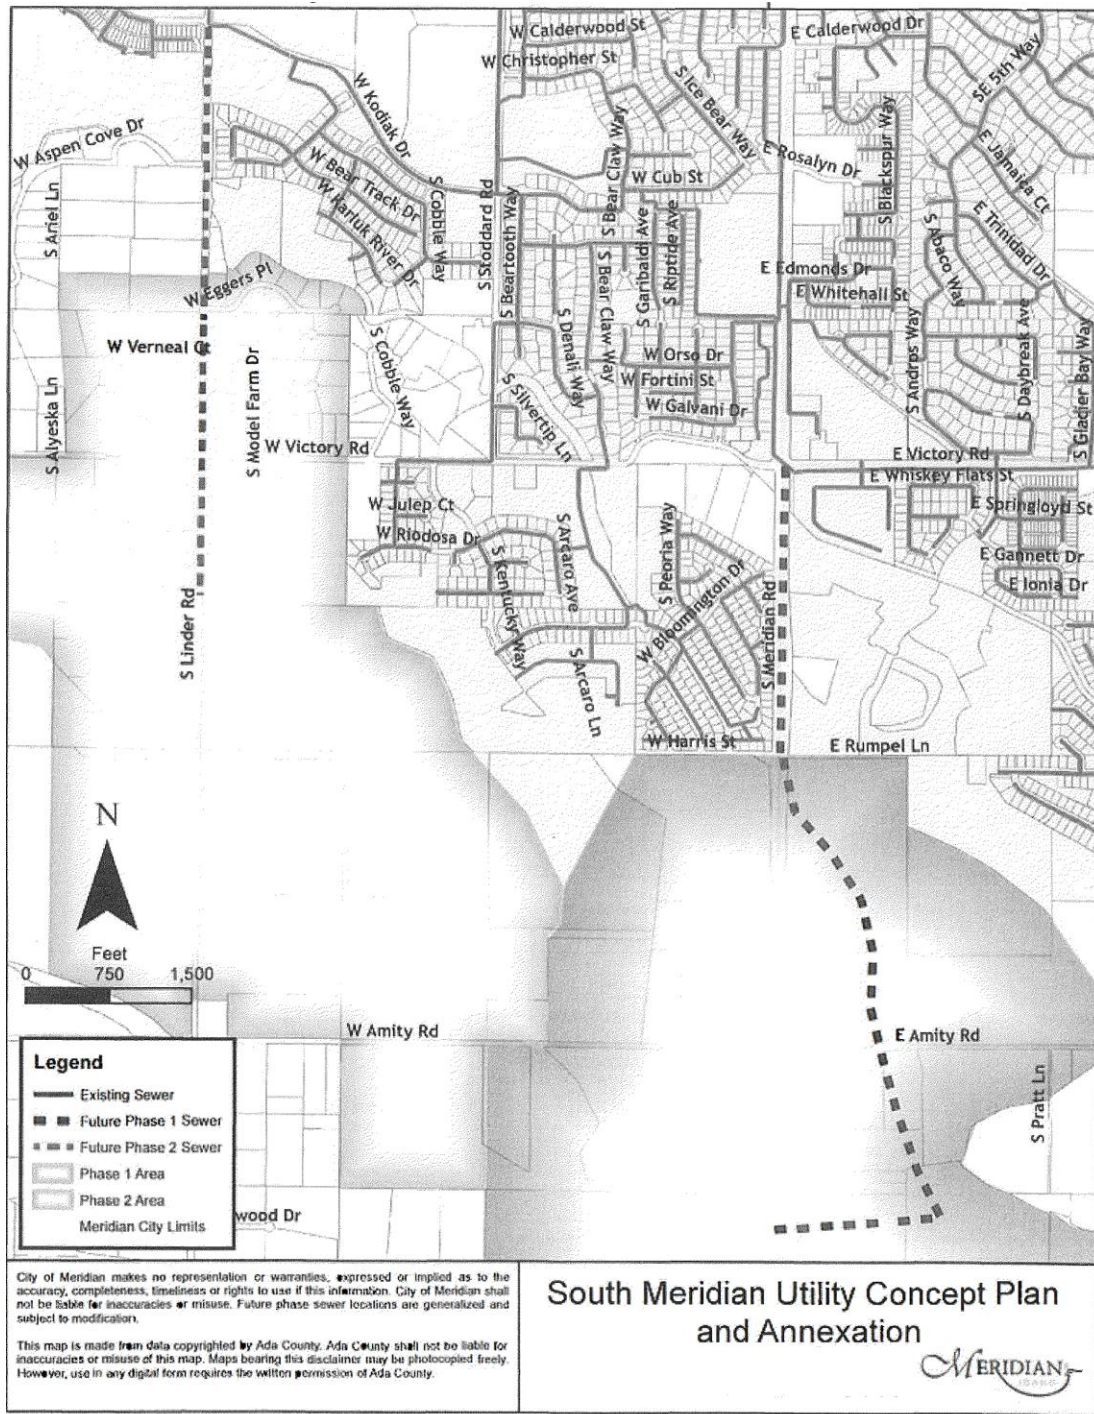 W Calderwood St
E Calderwood Dr
W Christopher St
SE 5th Way
S Ice Bear Way
W Kodiak Dr
W Aspen Cove Dr
S Bear Claw Way
S Blackspur Way
E Jamaica Ct
E Rosalyn Dr
W Bear Track Dr
W Cub St
S Ariel Ln
W Kartuk River Dr
S Cobble Way
S Stoddard Rd
S Beartooth Way
S Garibaldi Ave
S Riptide Ave
S Abaco Way
E Trinidad Dr
W Eggers Pl
S Bear Claw Way
E Edmonds Dr
E Whitehall St
W Verneal Ct
S Model Farm Dr
S Cobble Way
S Denali Way
W Orso Dr
W Fortini St
W Galvani Dr
S Andros Way
S Daybreak Ave
S Glacier Bay Way
S Alyeska Ln
S Silvertip Ln
W Victory Rd
E Victory Rd
E Whiskey Flats St
W Julep Ct
E Springloyd St
W Riodosa Dr
S Kentucky Way
S Arcaro Ave
S Peoria Way
W Bloomington Dr
E Gannett Dr
E Ionia Dr
S Linder Rd
S Meridian Rd
S Arcaro Ln
W Harris St
E Rumpel Ln
N
Feet
0 750 1,500
W Amity Rd
E Amity Rd
S Pratt Ln
Legend
Existing Sewer
Future Phase 1 Sewer
Future Phase 2 Sewer
Phase 1 Area
Phase 2 Area
Meridian City Limits
wood Dr
City of Meridian makes no representation or warranties, expressed or implied as to the
accuracy, completeness, timeliness or rights to use if this information. City of Meridian shall
not be liable for inaccuracies or misuse. Future phase sewer locations are generalized and
subject to modification.
This map is made from data copyrighted by Ada County. Ada County shall not be liable for
inaccuracies or misuse of this map. Maps bearing this disclaimer may be photocopied freely.
However, use in any digital form requires the written permission of Ada County.
South Meridian Utility Concept Plan
and Annexation
MERIDIAN
IDAHO